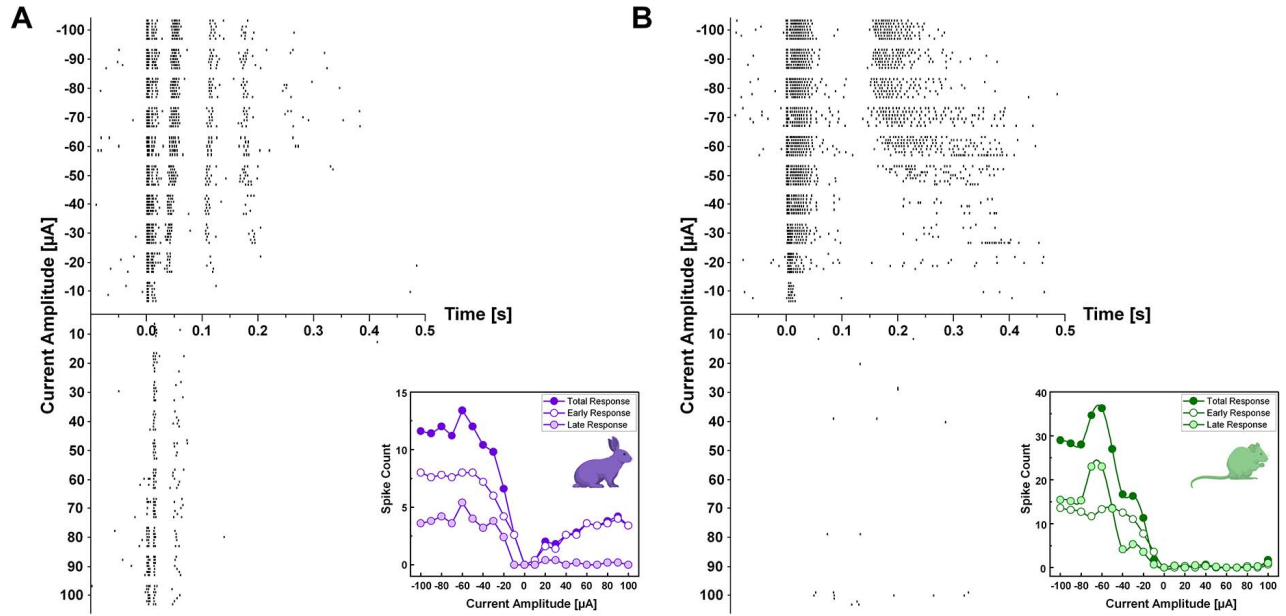 A
Current Amplitude [µA]
-100
-90
-80
-70
-60
-50
-40
-30
-20
-10
0.0 0.1 0.2 0.3 0.4 0.5
Time [s]
10
20
30
40
50
60
70
80
90
100
15
10
5
0
Spike Count
Total Response
Early Response
Late Response
-100 -80 -60 -40 -20 0 20 40 60 80 100
Current Amplitude [µA]
B
Current Amplitude [µA]
-100
-90
-80
-70
-60
-50
-40
-30
-20
-10
0.0 0.1 0.2 0.3 0.4 0.5
Time [s]
10
20
30
40
50
60
70
80
90
100
40
30
20
10
0
Spike Count
Total Response
Early Response
Late Response
-100 -80 -60 -40 -20 0 20 40 60 80 100
Current Amplitude [µA]